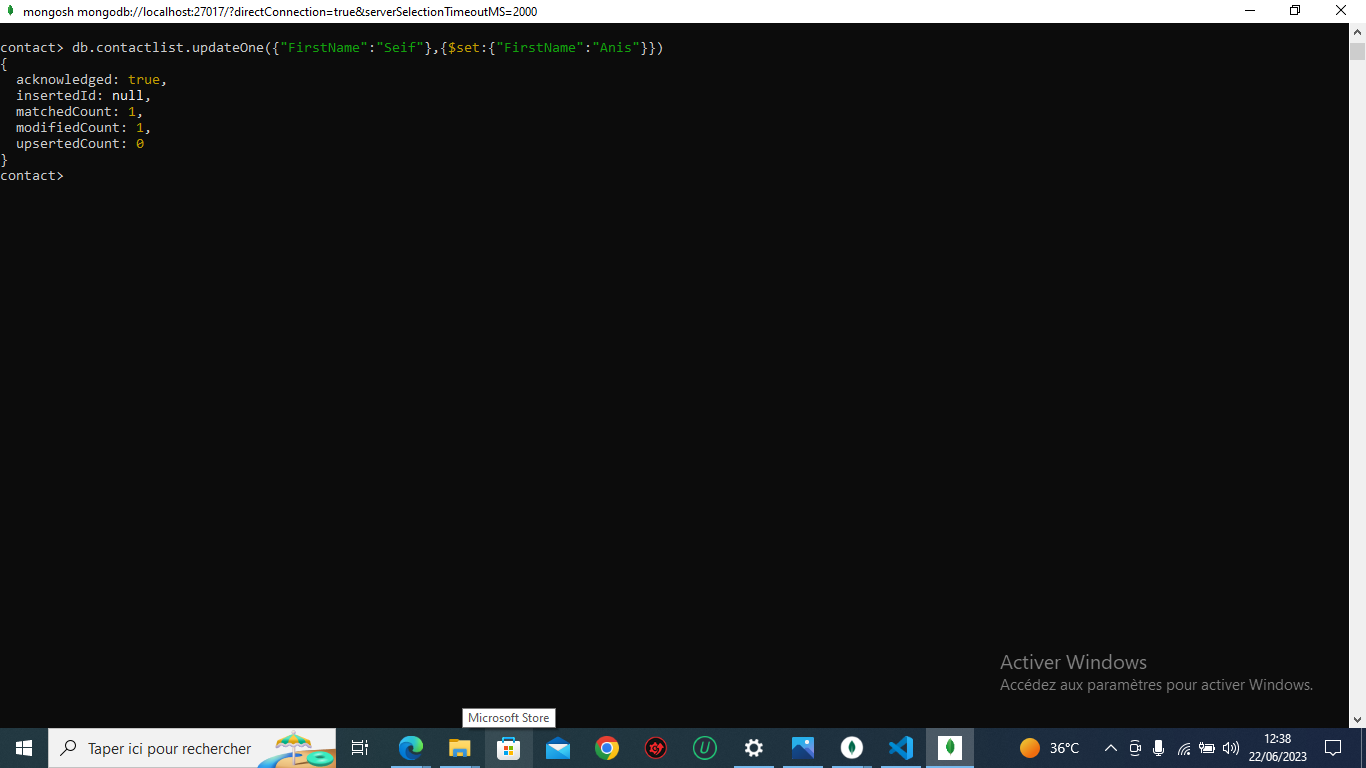 mongosh mongodb://localhost:27017/?directConnection=true&serverSelectionTimeoutMS=2000
contact> db.contactlist.updateOne({"FirstName":"Seif"},{$set:{"FirstName":"Anis"}})
{
  acknowledged: true,
  insertedId: null,
  matchedCount: 1,
  modifiedCount: 1,
  upsertedCount: 0
}
contact>
Activer Windows
Accédez aux paramètres pour activer Windows.
Microsoft Store
Taper ici pour rechercher
U
36°C
12:38
22/06/2023